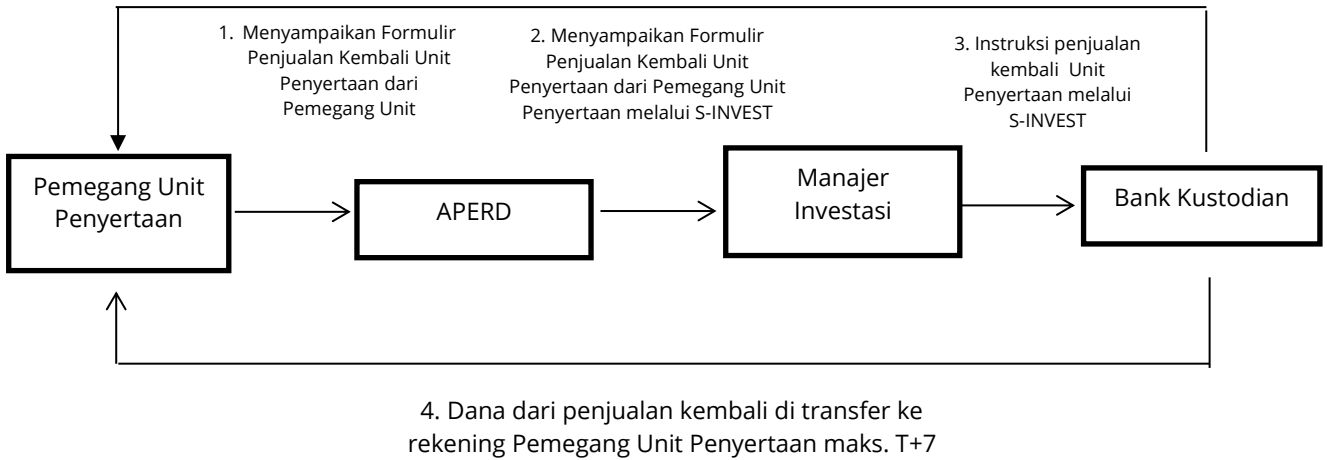 1. Menyampaikan Formulir
Penjualan Kembali Unit
Penyertaan dari
Pemegang Unit
2. Menyampaikan Formulir
Penjualan Kembali Unit
Penyertaan dari Pemegang Unit
Penyertaan melalui S-INVEST
3. Instruksi penjualan
kembali Unit
Penyertaan melalui
S-INVEST
Pemegang Unit
Penyertaan
APERD
Manajer
Investasi
Bank Kustodian
4. Dana dari penjualan kembali di transfer ke
rekening Pemegang Unit Penyertaan maks. T+7